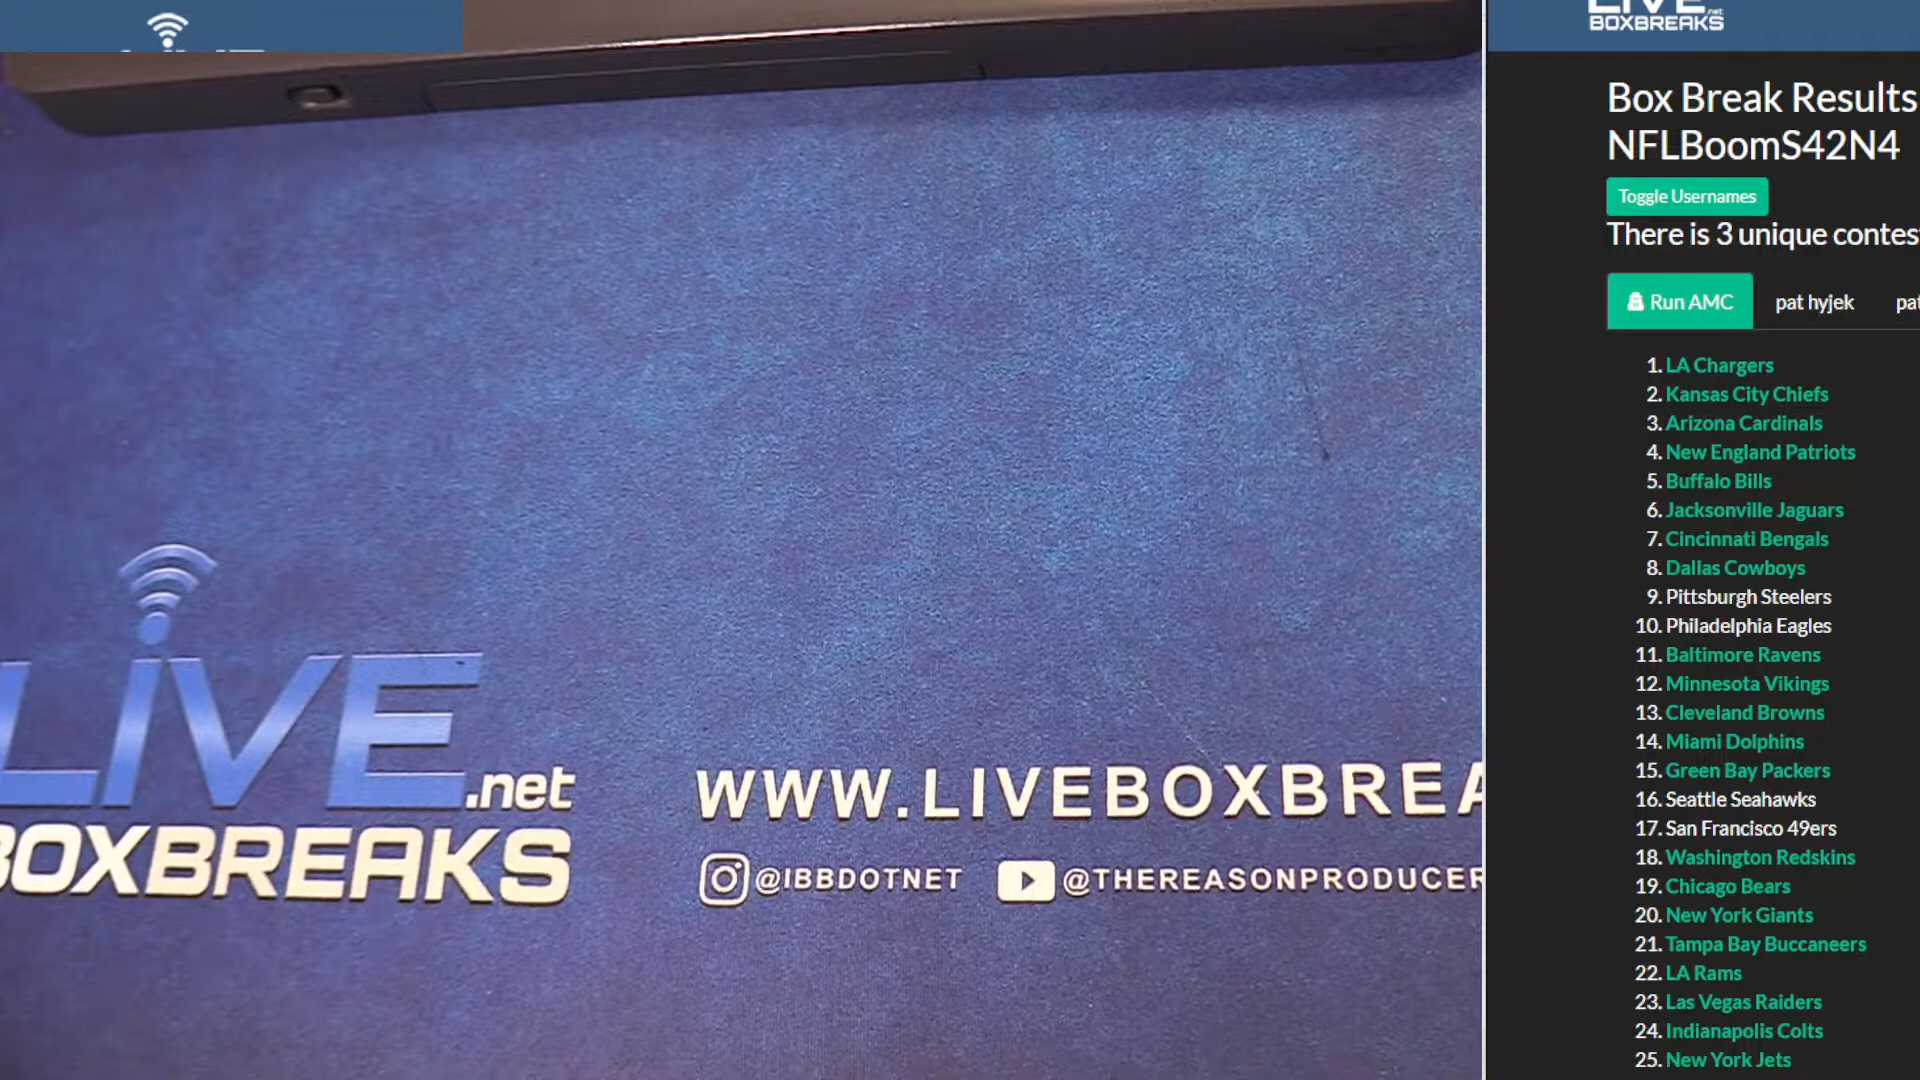 LIVE.net
BOXBREAKS
Box Break Results
NFLBoomS42N4
Toggle Usernames
There is 3 unique
Run AMC
pat hyjek
1. LA Chargers
2. Kansas City Chiefs
3. Arizona Cardinals
4. New England Patriots
5. Buffalo Bills
6. Jacksonville Jaguars
7. Cincinnati Bengals
8. Dallas Cowboys
9. Pittsburgh Steelers
10. Philadelphia Eagles
11. Baltimore Ravens
12. Minnesota Vikings
13. Cleveland Browns
14. Miami Dolphins
15. Green Bay Packers
16. Seattle Seahawks
17. San Francisco 49ers
18. Washington Redskins
19. Chicago Bears
20. New York Giants
21. Tampa Bay Buccaneers
22. LA Rams
23. Las Vegas Raiders
24. Indianapolis Colts
25. New York Jets
LIVE.net
BOXBREAKS
WWW.LIVEBOXBREA
@IBBDOTNET
@THEREASONPRODUCER